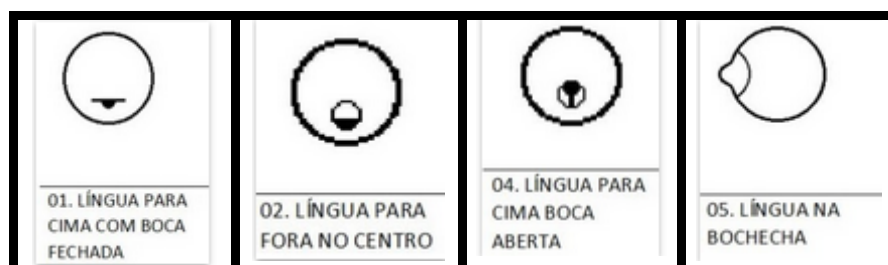 01. LÍNGUA PARA
CIMA COM BOCA
FECHADA
02. LÍNGUA PARA
FORA NO CENTRO
04. LÍNGUA PARA
CIMA BOCA
ABERTA
05. LÍNGUA NA
BOCHECHA